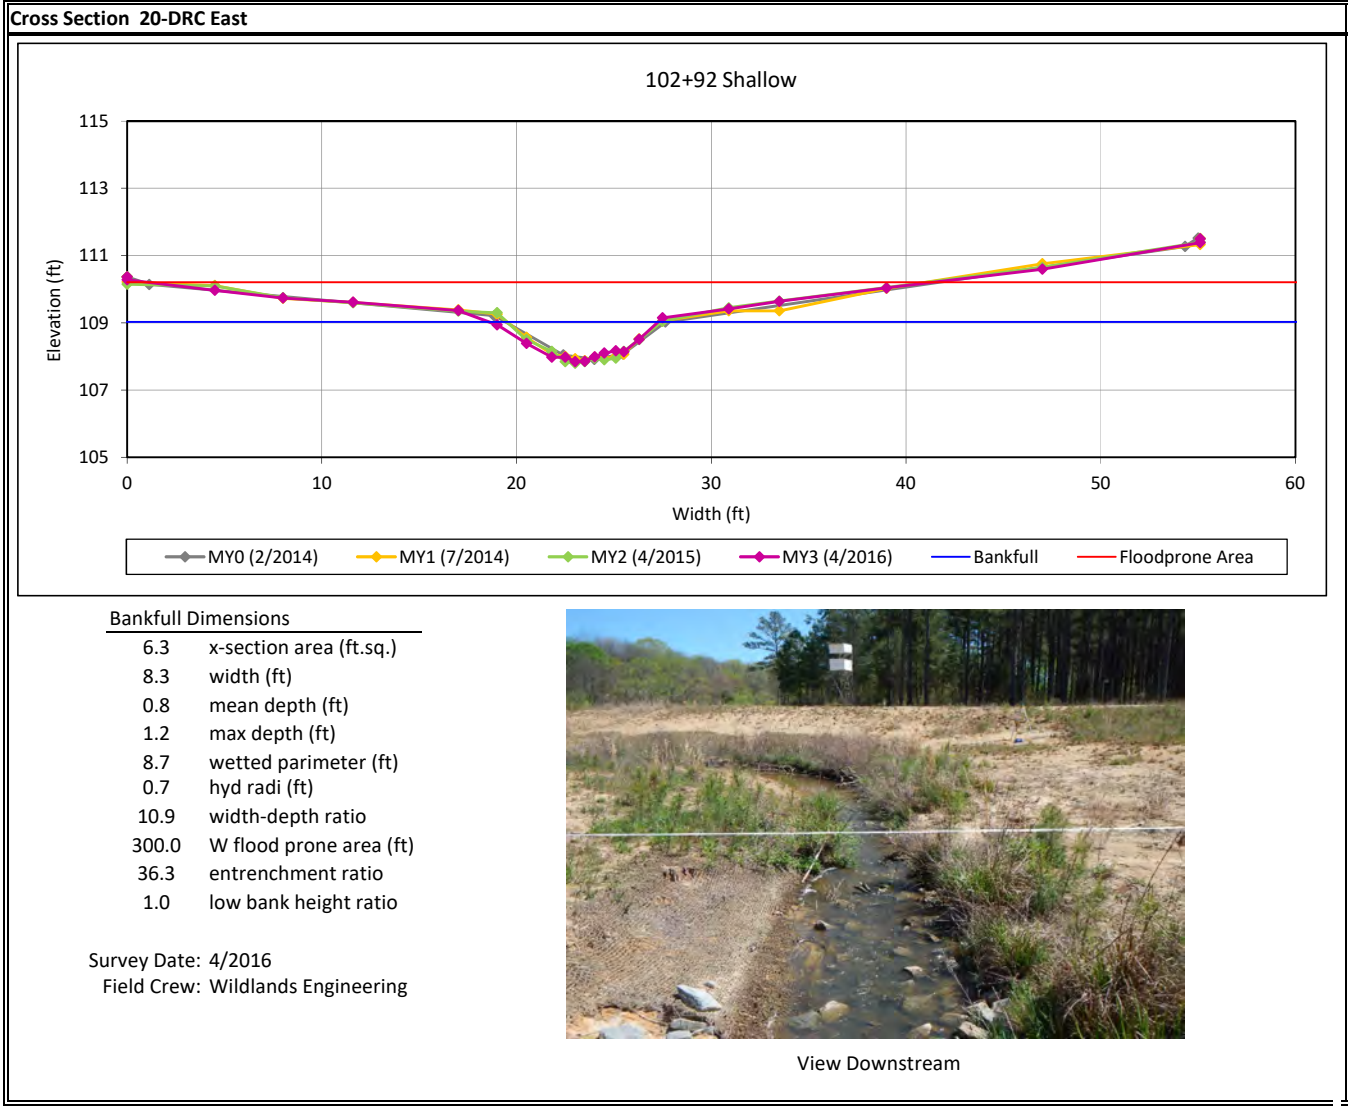 Cross Section 20-DRC East
102+92 Shallow
115
113
111
109
107
105
Elevation (ft)
0 10 20 30 40 50 60
Width (ft)
MY0 (2/2014) MY1 (7/2014) MY2 (4/2015) MY3 (4/2016) Bankfull Floodprone Area
Bankfull Dimensions
6.3 x-section area (ft.sq.)
8.3 width (ft)
0.8 mean depth (ft)
1.2 max depth (ft)
8.7 wetted parimeter (ft)
0.7 hyd radi (ft)
10.9 width-depth ratio
300.0 W flood prone area (ft)
36.3 entrenchment ratio
1.0 low bank height ratio
Survey Date: 4/2016
Field Crew: Wildlands Engineering
View Downstream